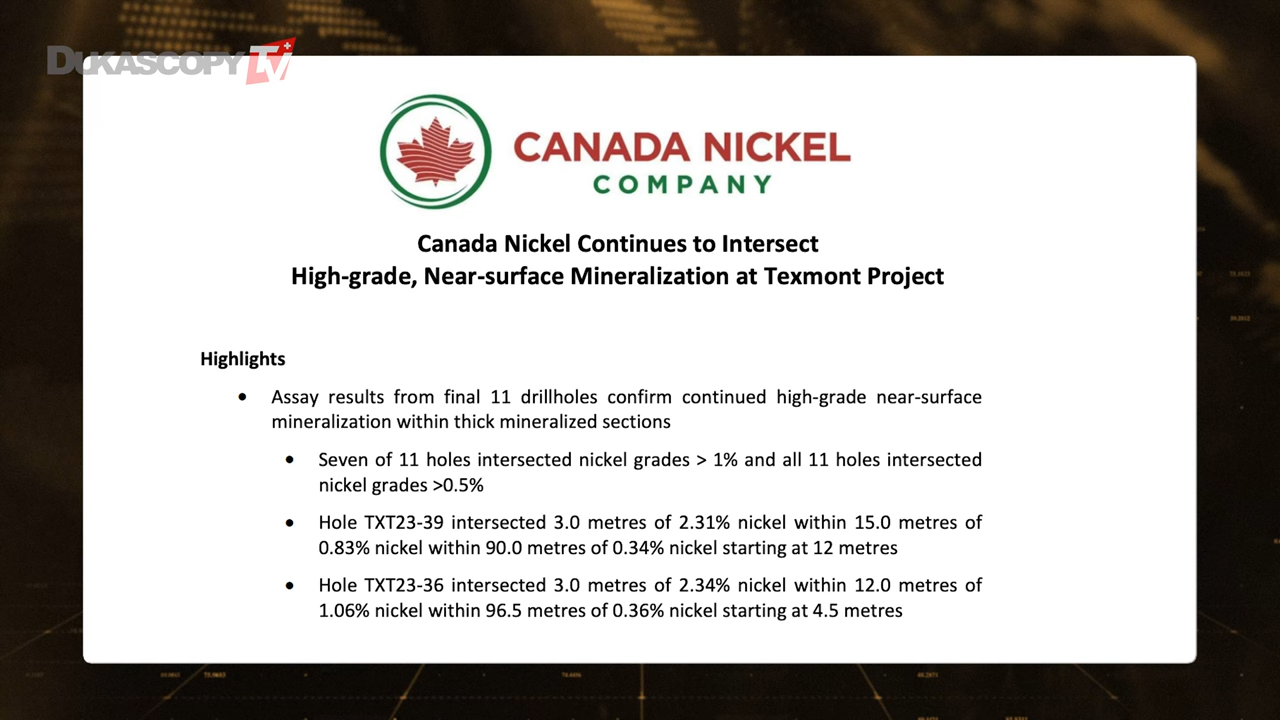 DUKASCOPY TV
CANADA NICKEL
COMPANY
Canada Nickel Continues to Intersect
High-grade, Near-surface Mineralization at Texmont Project
Highlights
• Assay results from final 11 drillholes confirm continued high-grade near-surface
mineralization within thick mineralized sections
• Seven of 11 holes intersected nickel grades > 1% and all 11 holes intersected
nickel grades >0.5%
• Hole TXT23-39 intersected 3.0 metres of 2.31% nickel within 15.0 metres of
0.83% nickel within 90.0 metres of 0.34% nickel starting at 12 metres
• Hole TXT23-36 intersected 3.0 metres of 2.34% nickel within 12.0 metres of
1.06% nickel within 96.5 metres of 0.36% nickel starting at 4.5 metres